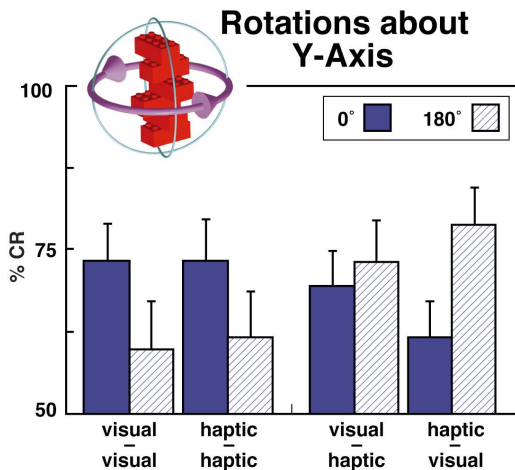 Rotations about
Y-Axis
100
0° 180°
% CR
75
50
visual
–
visual
haptic
–
haptic
visual
–
haptic
haptic
–
visual